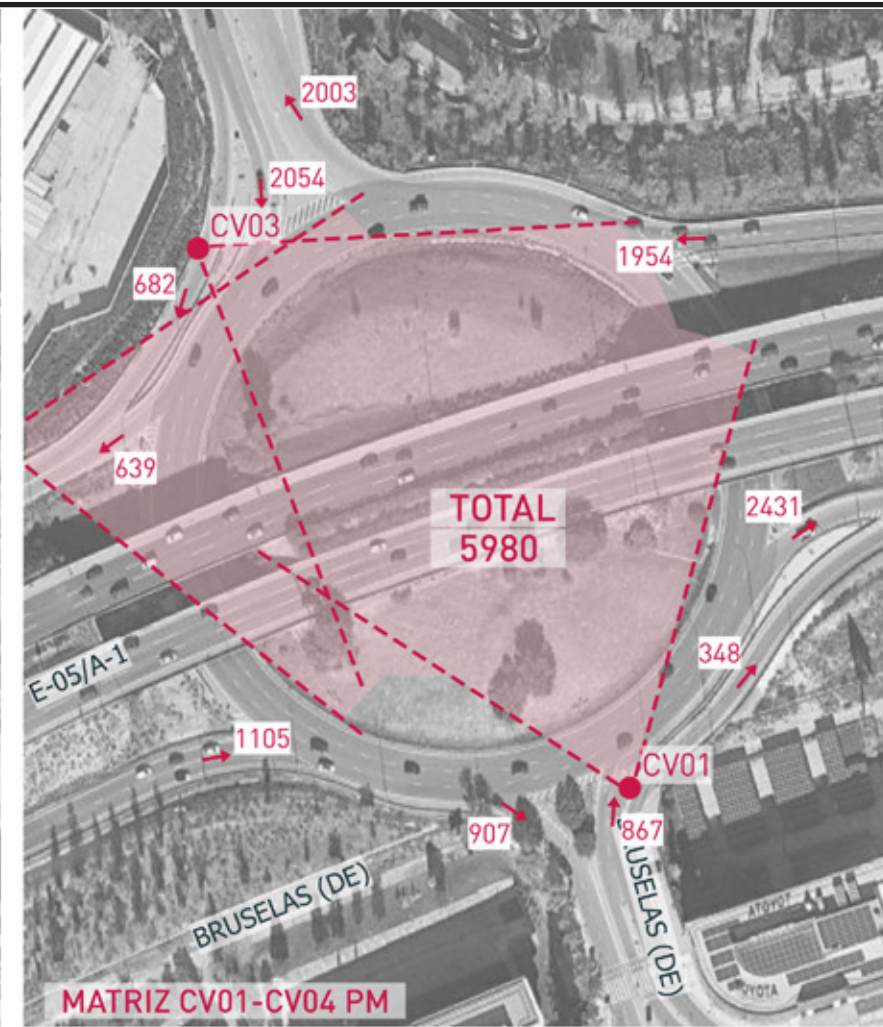 2003
2054
CV03
1954
682
639
TOTAL
5980
2431
348
E-05/A-1
1105
CV01
907
867
BRUSELAS (DE)
BRUSELAS (DE)
TOYOTA
MATRIZ CV01-CV04 PM